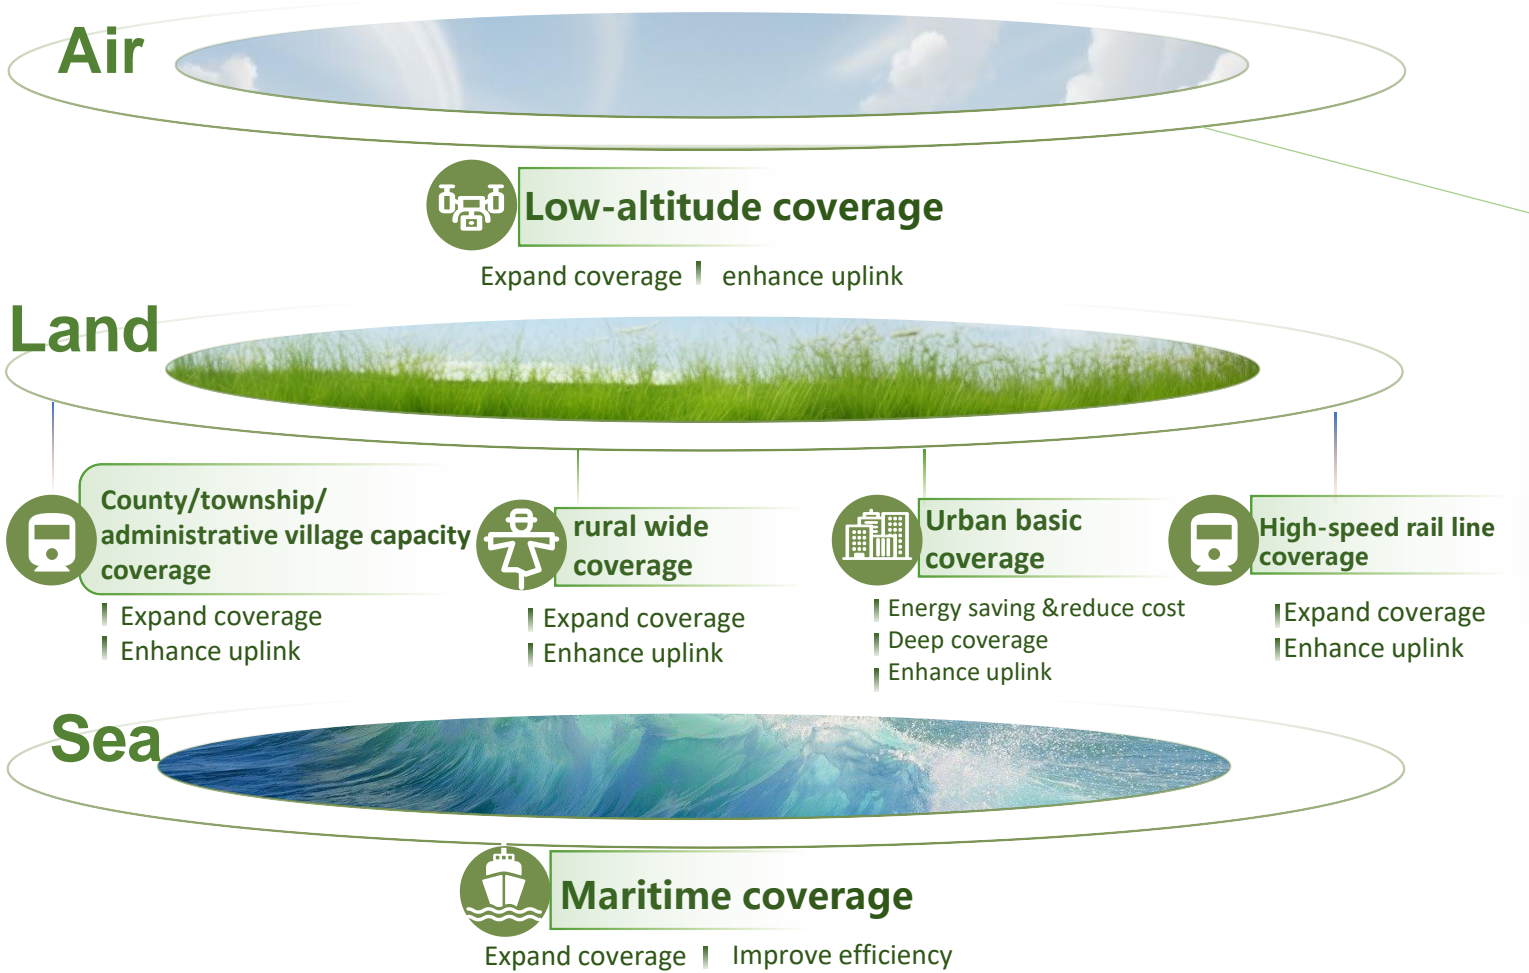 Air
Low-altitude coverage
Expand coverage enhance uplink
Land
County/township/
administrative village capacity
coverage
Expand coverage
Enhance uplink
rural wide
coverage
Expand coverage
Enhance uplink
Urban basic
coverage
Energy saving &reduce cost
Deep coverage
Enhance uplink
High-speed rail line
coverage
Expand coverage
Enhance uplink
Sea
Maritime coverage
Expand coverage Improve efficiency